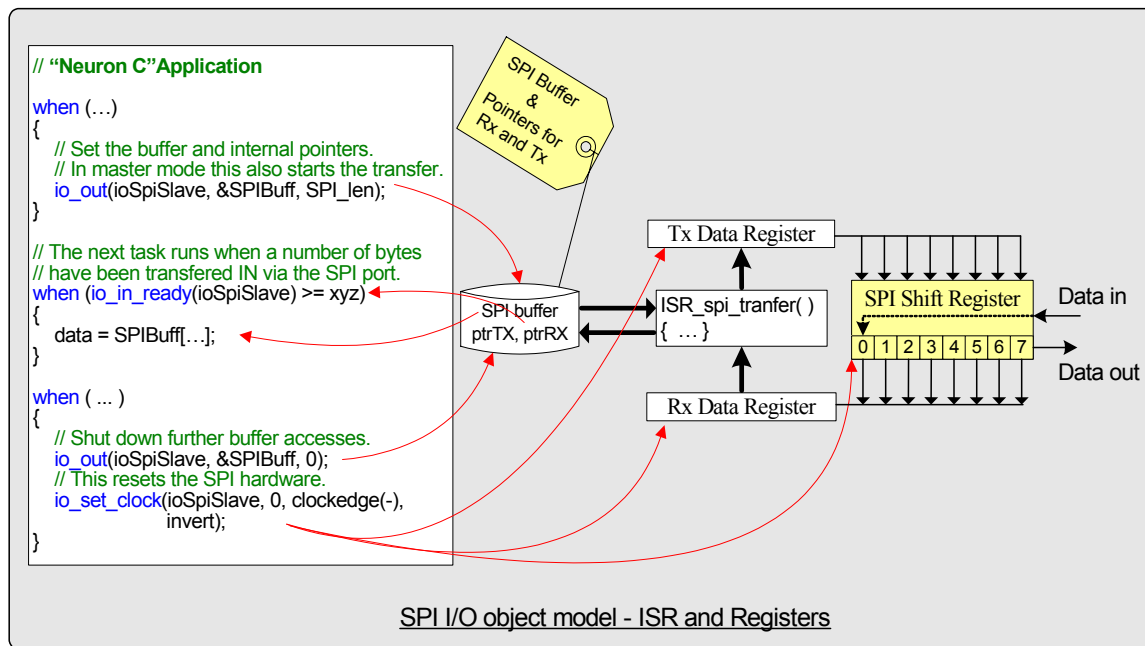 // “Neuron C”Application
when (…)
{
// Set the buffer and internal pointers.
// In master mode this also starts the transfer.
io_out(ioSpiSlave, &SPIBuff, SPI_len);
}
// The next task runs when a number of bytes
// have been transfered IN via the SPI port.
when (io_in_ready(ioSpiSlave) >= xyz)
{
data = SPIBuff[…];
}
when ( ... )
{
// Shut down further buffer accesses.
io_out(ioSpiSlave, &SPIBuff, 0);
// This resets the SPI hardware.
io_set_clock(ioSpiSlave, 0, clockedge(-),
invert);
}
SPI Buffer
&
Pointers for
Rx and Tx
SPI buffer
ptrTX, ptrRX
Tx Data Register
ISR_spi_tranfer( )
{ … }
Rx Data Register
SPI Shift Register
0 1 2 3 4 5 6 7
Data in
Data out
SPI I/O object model - ISR and Registers